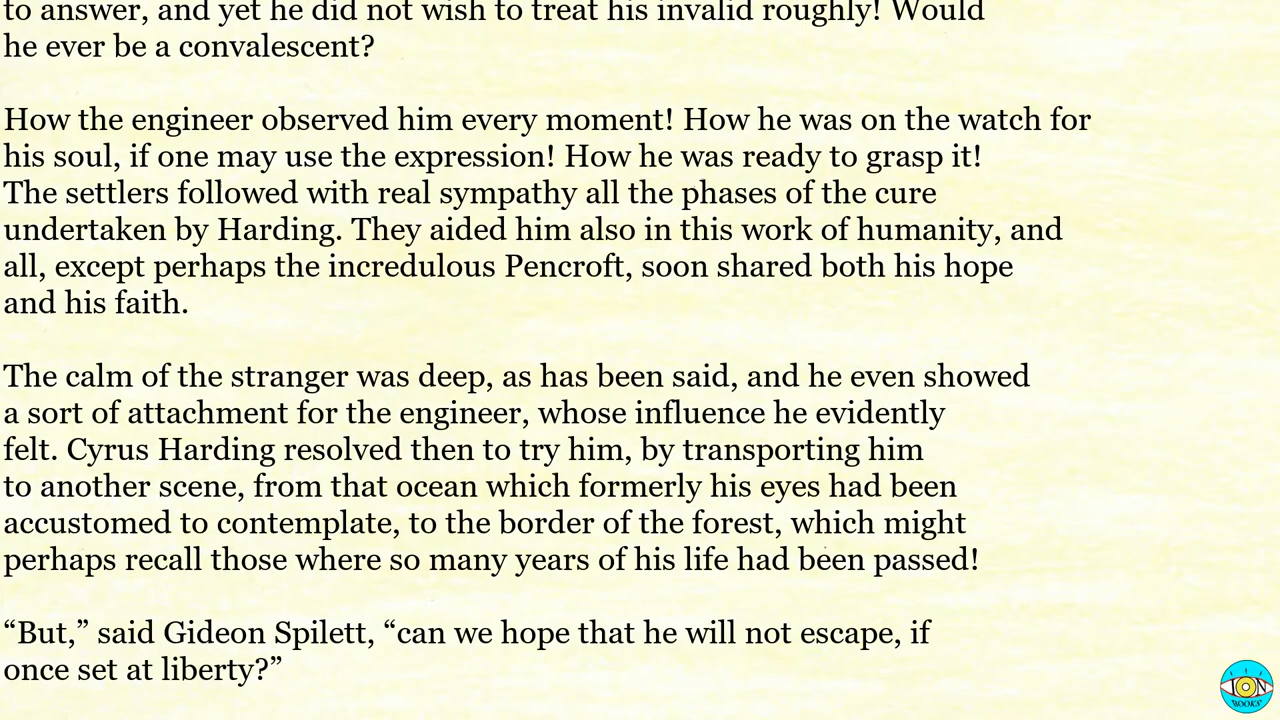 to answer, and yet he did not wish to treat his invalid roughly! Would
he ever be a convalescent?
How the engineer observed him every moment! How he was on the watch for
his soul, if one may use the expression! How he was ready to grasp it!
The settlers followed with real sympathy all the phases of the cure
undertaken by Harding. They aided him also in this work of humanity, and
all, except perhaps the incredulous Pencroft, soon shared both his hope
and his faith.
The calm of the stranger was deep, as has been said, and he even showed
a sort of attachment for the engineer, whose influence he evidently
felt. Cyrus Harding resolved then to try him, by transporting him
to another scene, from that ocean which formerly his eyes had been
accustomed to contemplate, to the border of the forest, which might
perhaps recall those where so many years of his life had been passed!
“But,” said Gideon Spilett, “can we hope that he will not escape, if
once set at liberty?”
ION
BOOKS